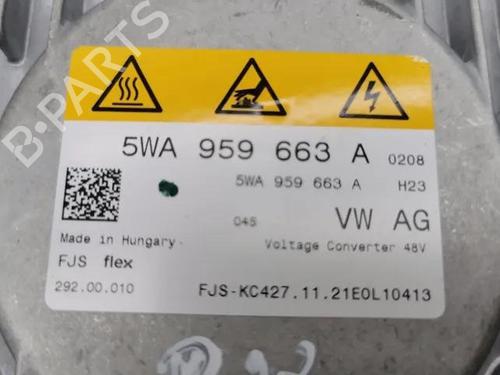 B-PARTS
5WA 959 663 A 0208
5WA 959 663 A H23
045 VW AG
Made in Hungary Voltage Converter 48V
FJS flex
292.00.010 FJS-KC427.11.21E0L10413